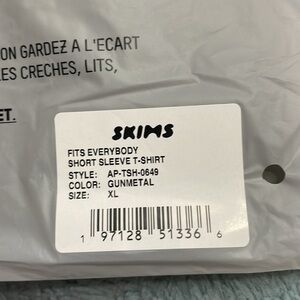 ON GARDEZ A L'ECART
LES CRECHES, LITS,
ET.
SKIMS
FITS EVERYBODY
SHORT SLEEVE T-SHIRT
STYLE: AP-TSH-0649
COLOR: GUNMETAL
SIZE: XL
1 97128 51336 6